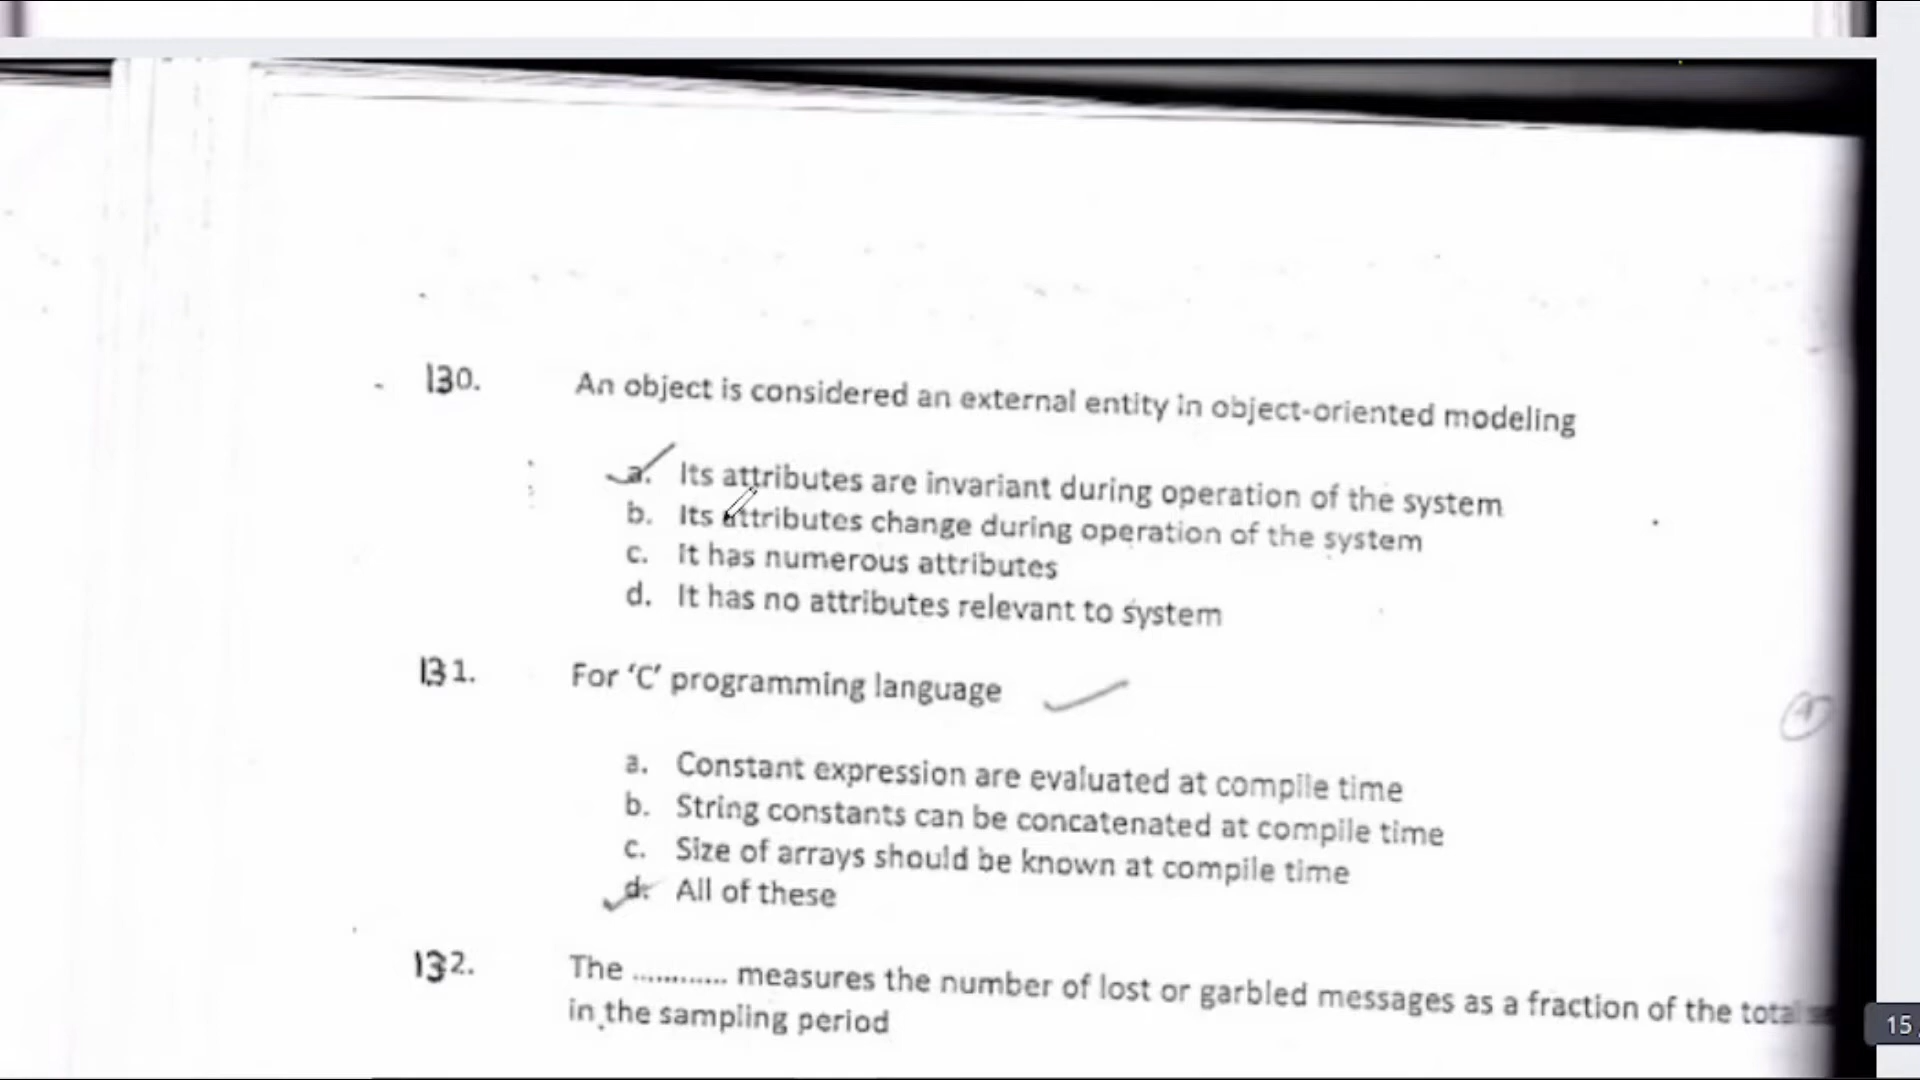 130. An object is considered an external entity in object-oriented modeling
a. Its attributes are invariant during operation of the system
b. Its attributes change during operation of the system
c. It has numerous attributes
d. It has no attributes relevant to system
131. For ‘C’ programming language
a. Constant expression are evaluated at compile time
b. String constants can be concatenated at compile time
c. Size of arrays should be known at compile time
d. All of these
132. The ............ measures the number of lost or garbled messages as a fraction of the total
in the sampling period
15